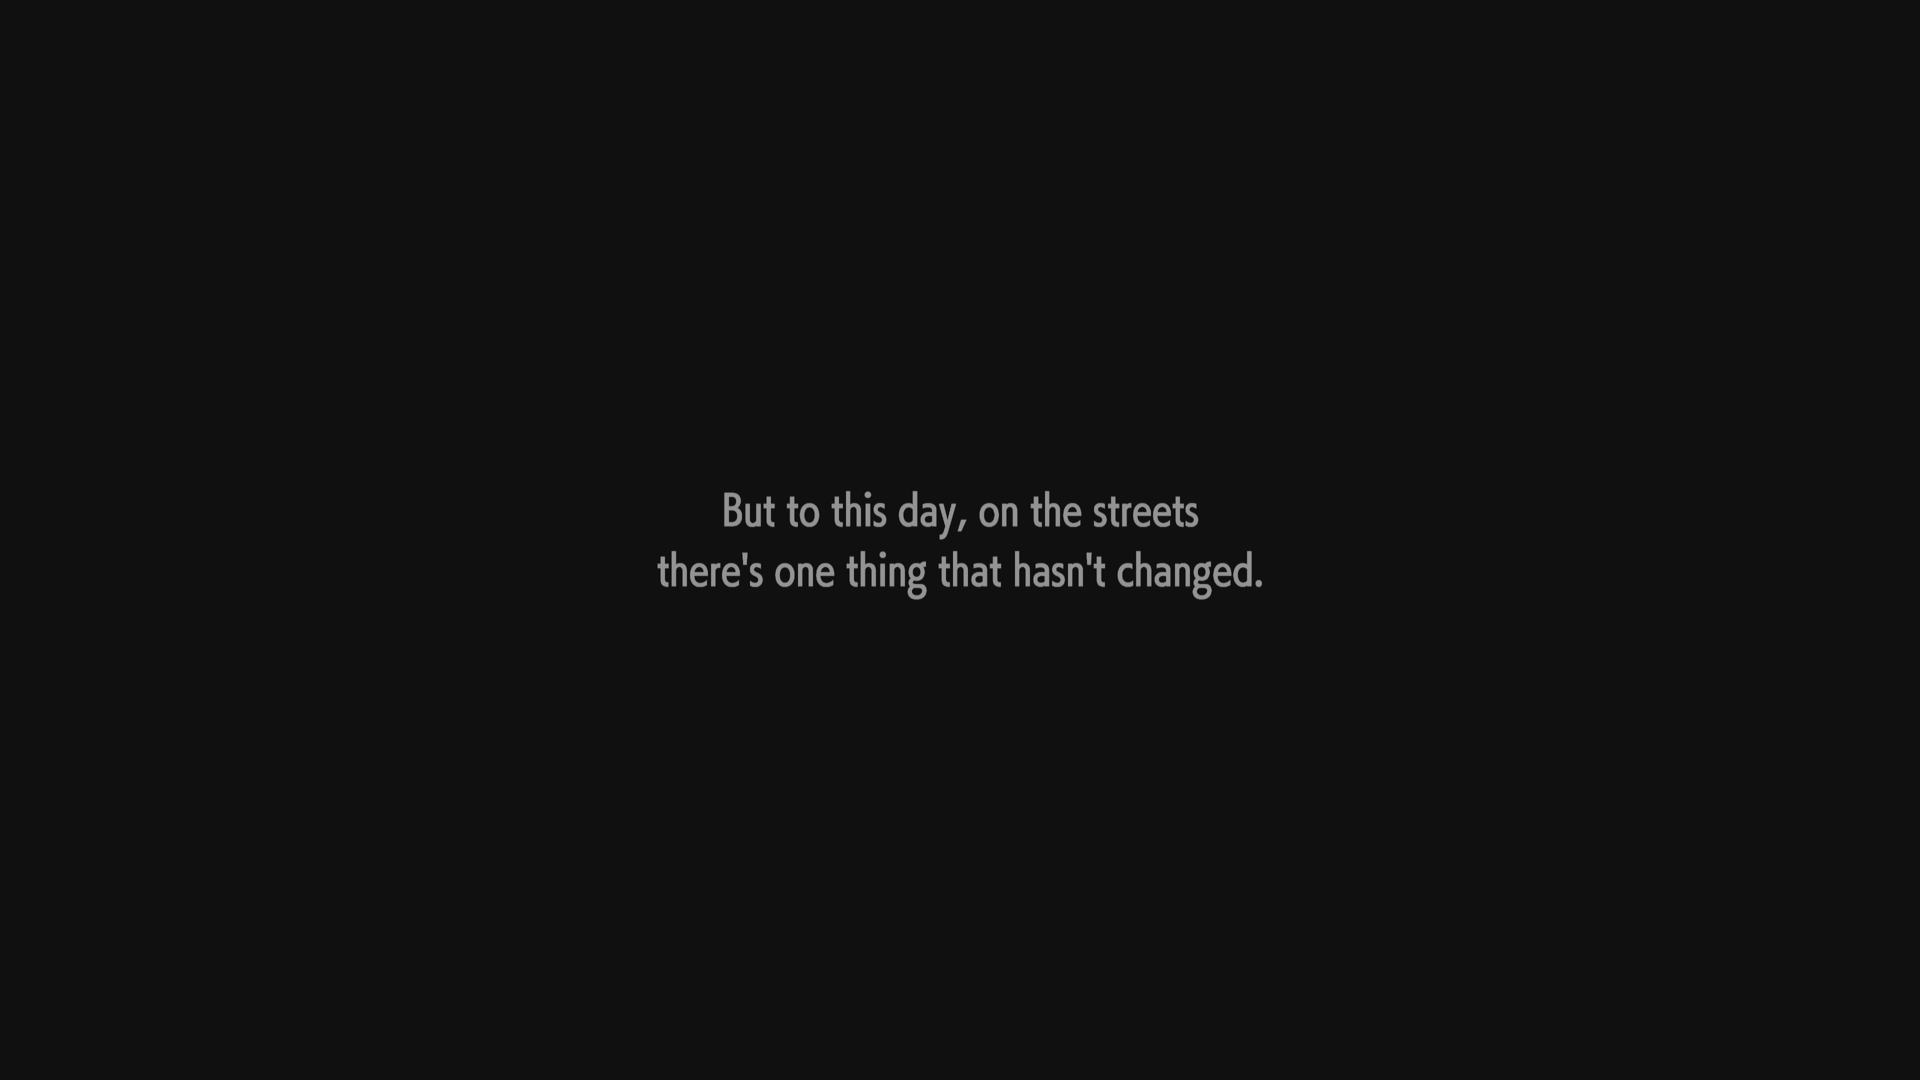 But to this day, on the streets
there's one thing that hasn't changed.